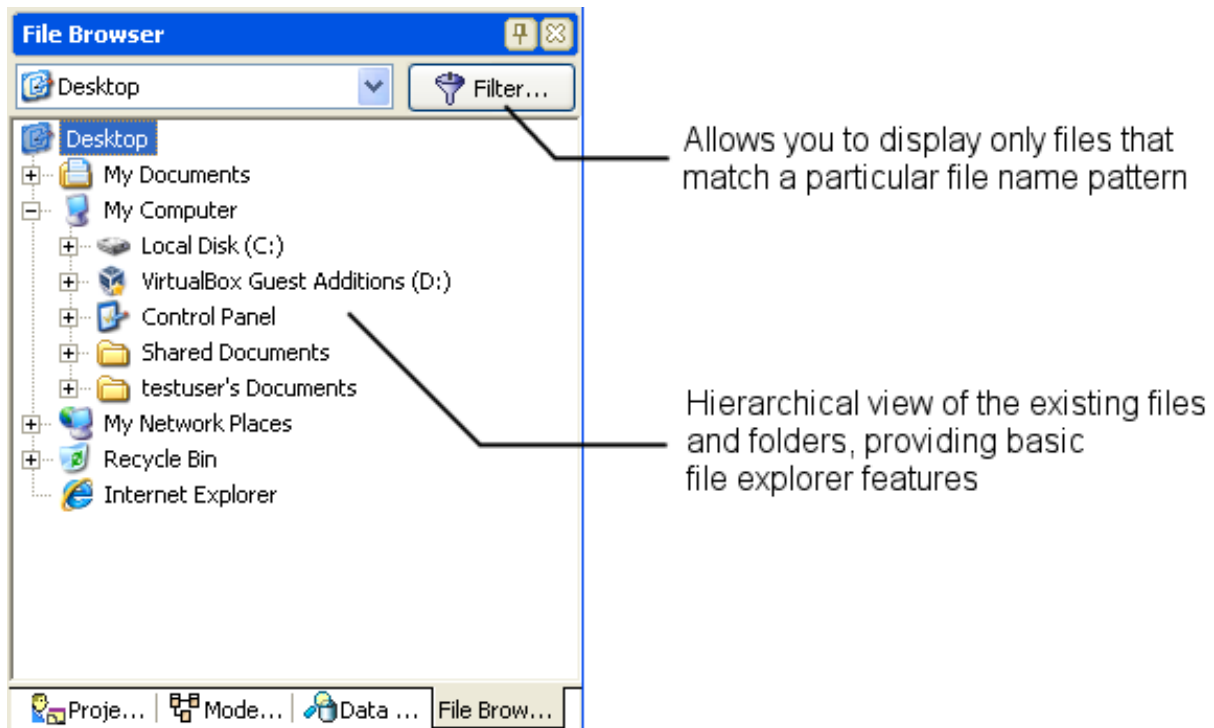 File Browser
Desktop
Filter...
Desktop
My Documents
My Computer
Local Disk (C:)
VirtualBox Guest Additions (D:)
Control Panel
Shared Documents
testuser's Documents
My Network Places
Recycle Bin
Internet Explorer
Proje... Mode... Data ... File Brow...
Allows you to display only files that
match a particular file name pattern
Hierarchical view of the existing files
and folders, providing basic
file explorer features